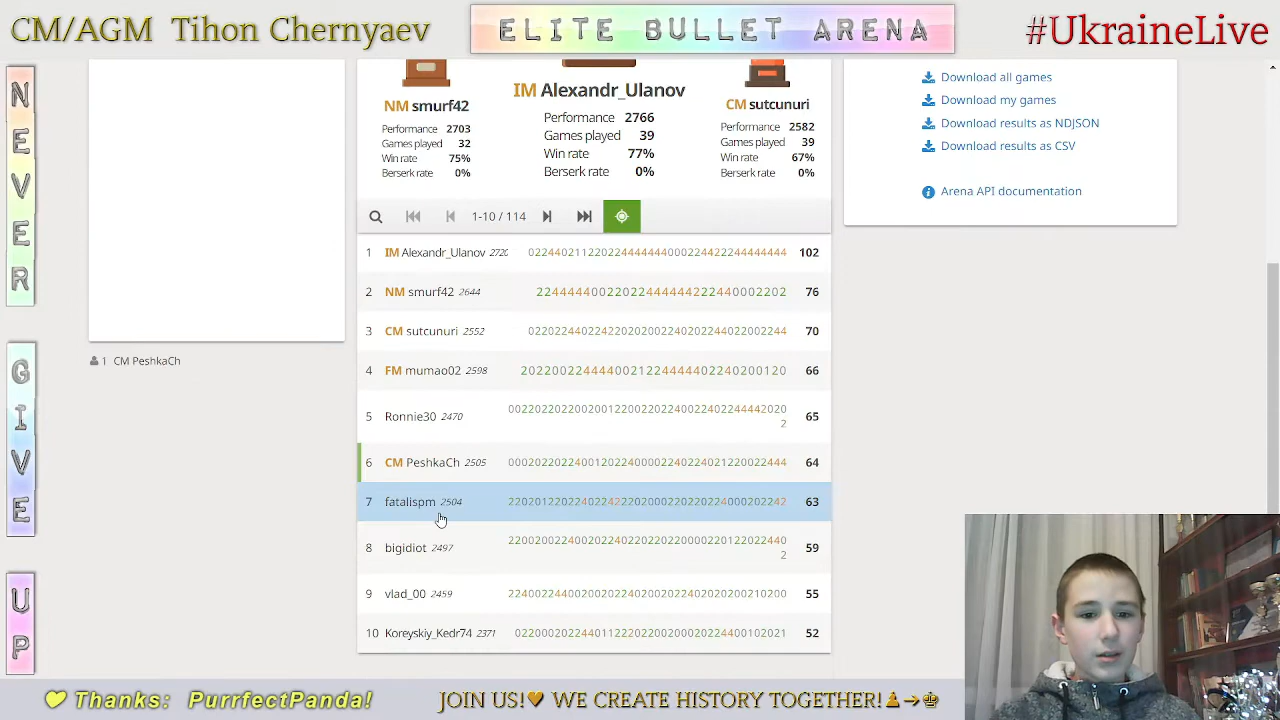 CM/AGM Tihon Chernyaev
ELITE BULLET ARENA
#UkraineLive
NEVER
GIVE
UP
NM smurf42
Performance 2703
Games played 32
Win rate 75%
Berserk rate 0%
IM Alexandr_Ulanov
Performance 2766
Games played 39
Win rate 77%
Berserk rate 0%
CM sutcunuri
Performance 2582
Games played 39
Win rate 67%
Berserk rate 0%
Download all games
Download my games
Download results as NDJSON
Download results as CSV
Arena API documentation
1 CM PeshkaCh
1-10 / 114
1 IM Alexandr_Ulanov 2720 102
2 NM smurf42 2644 22444440022022444444222440002202 76
3 CM sutcunuri 2552 70
4 FM mumao02 2598 66
5 Ronnie30 2470 65
2
6 CM PeshkaCh 2505 64
7 fatalispm 2504 63
8 bigidiot 2497 59
2
9 vlad_00 2459 55
10 Koreyskiy_Kedr74 2371 52
Thanks: PurrfectPanda!
JOIN US! WE CREATE HISTORY TOGETHER!